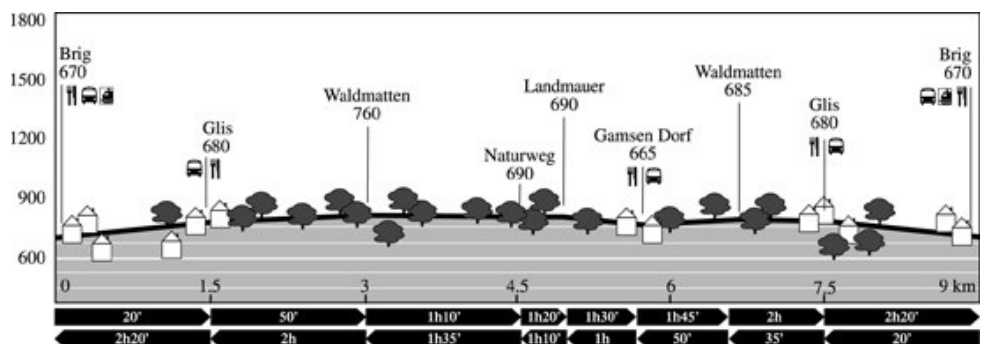 1800
1500
1200
900
600
Brig
670
Glis
680
Waldmatten
760
Naturweg
690
Landmauer
690
Gamsen Dorf
665
Waldmatten
685
Glis
680
Brig
670
0 1.5 3 4.5 6 7.5 9 km
20' 50' 1h10' 1h20' 1h30' 1h45' 2h 2h20'
2h20' 2h 1h35' 1h10' 1h 50' 35' 20'